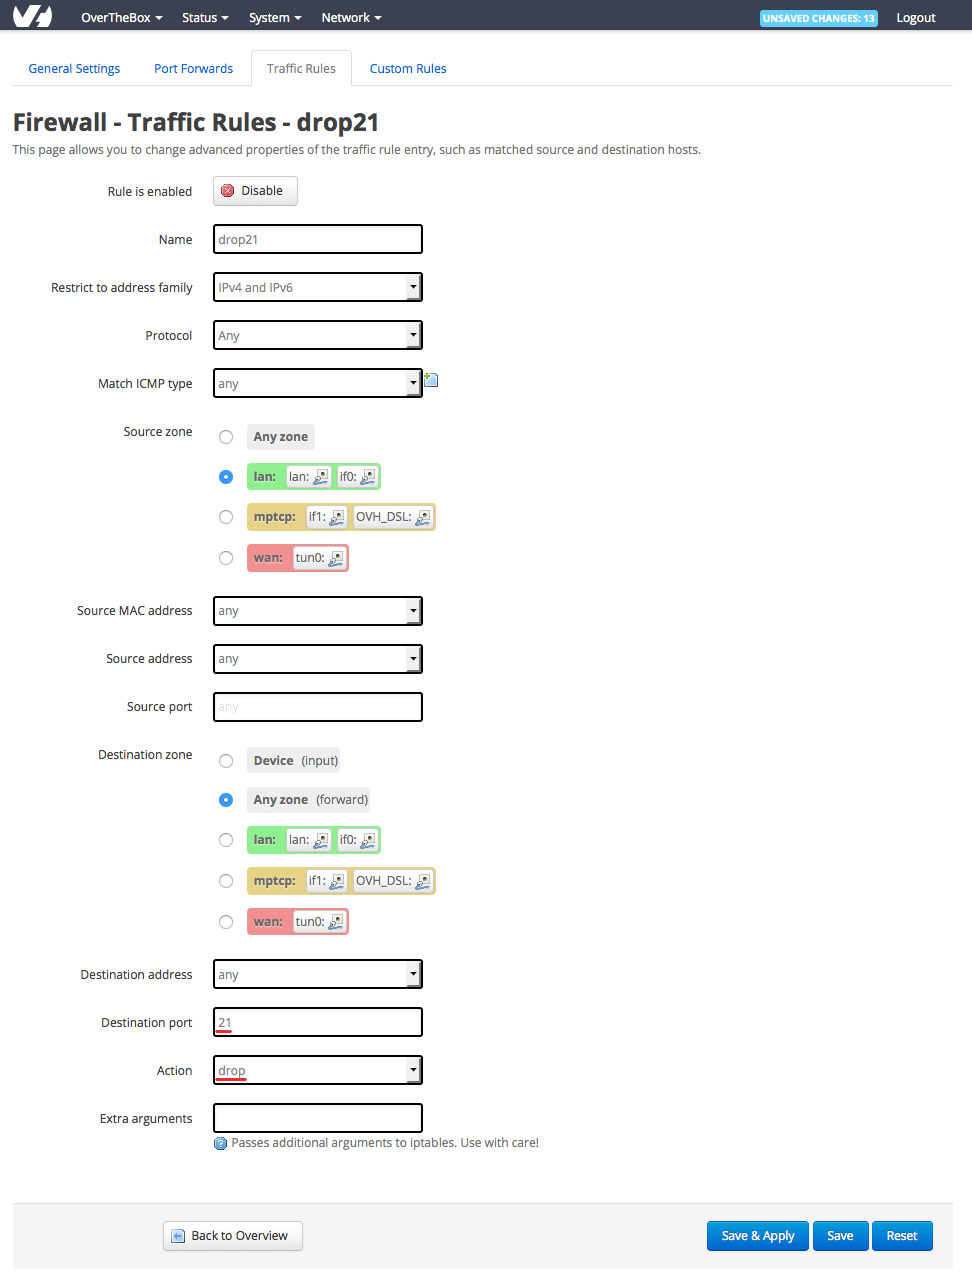 OverTheBox Status System Network UNSAVED CHANGES: 13 Logout
General Settings Port Forwards Traffic Rules Custom Rules
Firewall - Traffic Rules - drop21
This page allows you to change advanced properties of the traffic rule entry, such as matched source and destination hosts.
Rule is enabled Disable
Name drop21
Restrict to address family IPv4 and IPv6
Protocol Any
Match ICMP type any
Source zone Any zone
lan: lan: if0:
mptcp: if1: OVH_DSL:
wan: tun0:
Source MAC address any
Source address any
Source port any
Destination zone Device (input)
Any zone (forward)
lan: lan: if0:
mptcp: if1: OVH_DSL:
wan: tun0:
Destination address any
Destination port 21
Action drop
Extra arguments
Passes additional arguments to iptables. Use with care!
Back to Overview Save & Apply Save Reset